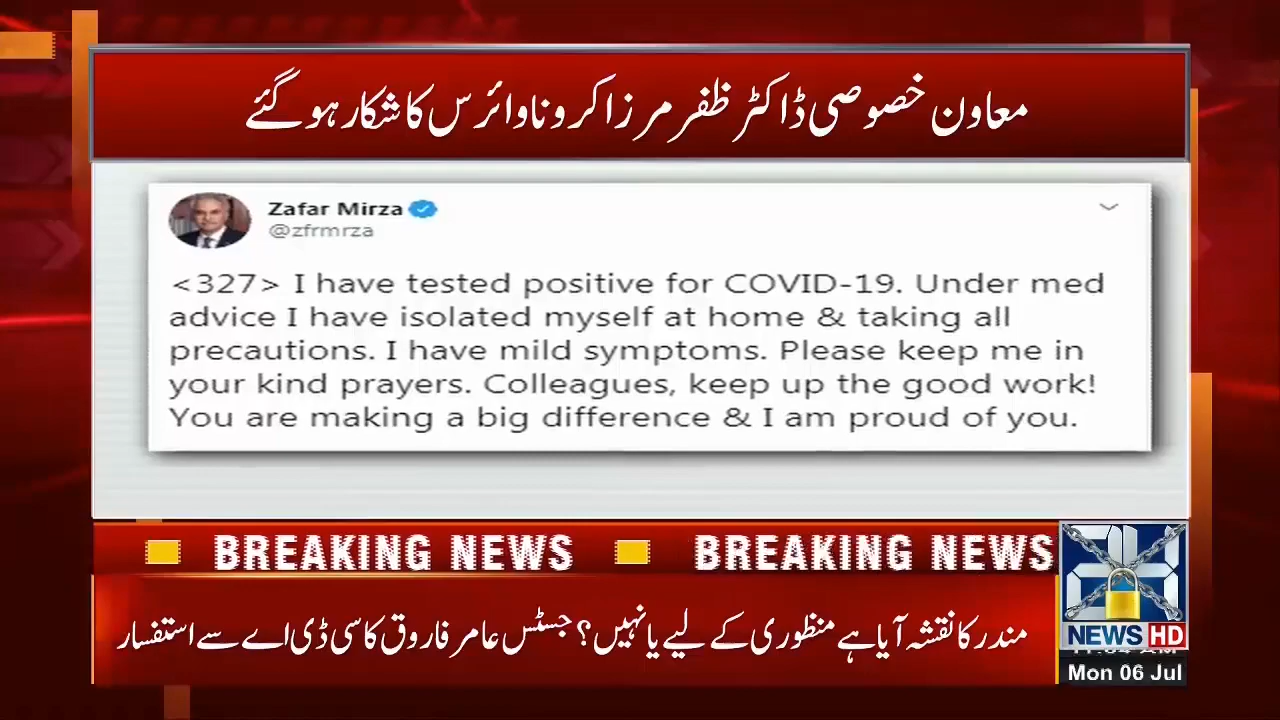 معاون خصوصی ڈاکٹر ظفر مرزا کرونا وائرس کا شکار ہو گئے
Zafar Mirza
@zfrmrza
<327> I have tested positive for COVID-19. Under med
advice I have isolated myself at home & taking all
precautions. I have mild symptoms. Please keep me in
your kind prayers. Colleagues, keep up the good work!
You are making a big difference & I am proud of you.
BREAKING NEWS BREAKING NEWS
مندر کا نقشہ آیا ہے منظوری کے لیے یا نہیں؟ جسٹس عامر فاروق کا سی ڈی اے سے استفسار
24
NEWS HD
Mon 06 Jul